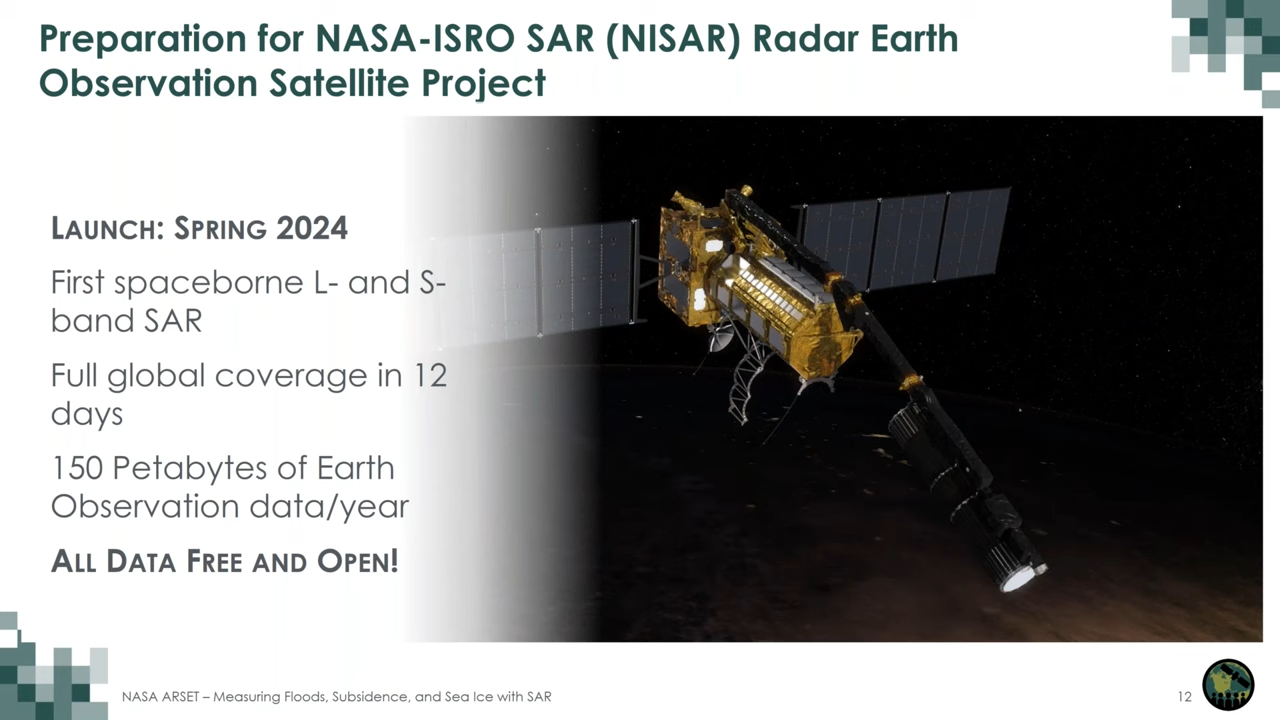 Preparation for NASA-ISRO SAR (NISAR) Radar Earth
Observation Satellite Project
LAUNCH: SPRING 2024
First spaceborne L- and S-
band SAR
Full global coverage in 12
days
150 Petabytes of Earth
Observation data/year
ALL DATA FREE AND OPEN!
NASA ARSET – Measuring Floods, Subsidence, and Sea Ice with SAR
12